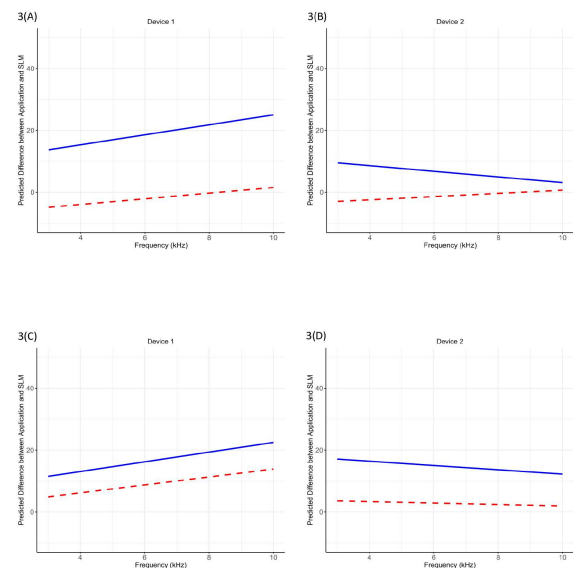 3(A)
Device 1
Predicted Difference between Application and SLM
40
20
0
4
6
8
10
Frequency (kHz)
3(B)
Device 2
Predicted Difference between Application and SLM
40
20
0
4
6
8
10
Frequency (kHz)
3(C)
Device 1
Predicted Difference between Application and SLM
40
20
0
4
6
8
10
Frequency (kHz)
3(D)
Device 2
Predicted Difference between Application and SLM
40
20
0
4
6
8
10
Frequency (kHz)